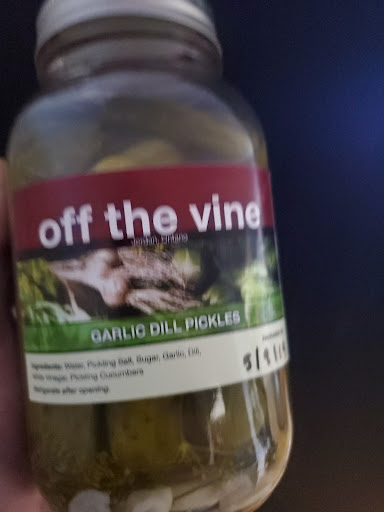 off the vine
GARLIC DILL PICKLES
Ingredients: Water, Pickling Salt, Sugar, Garlic, Dill,
Vinegar, Pickling Cucumbers
Refrigerate after opening.